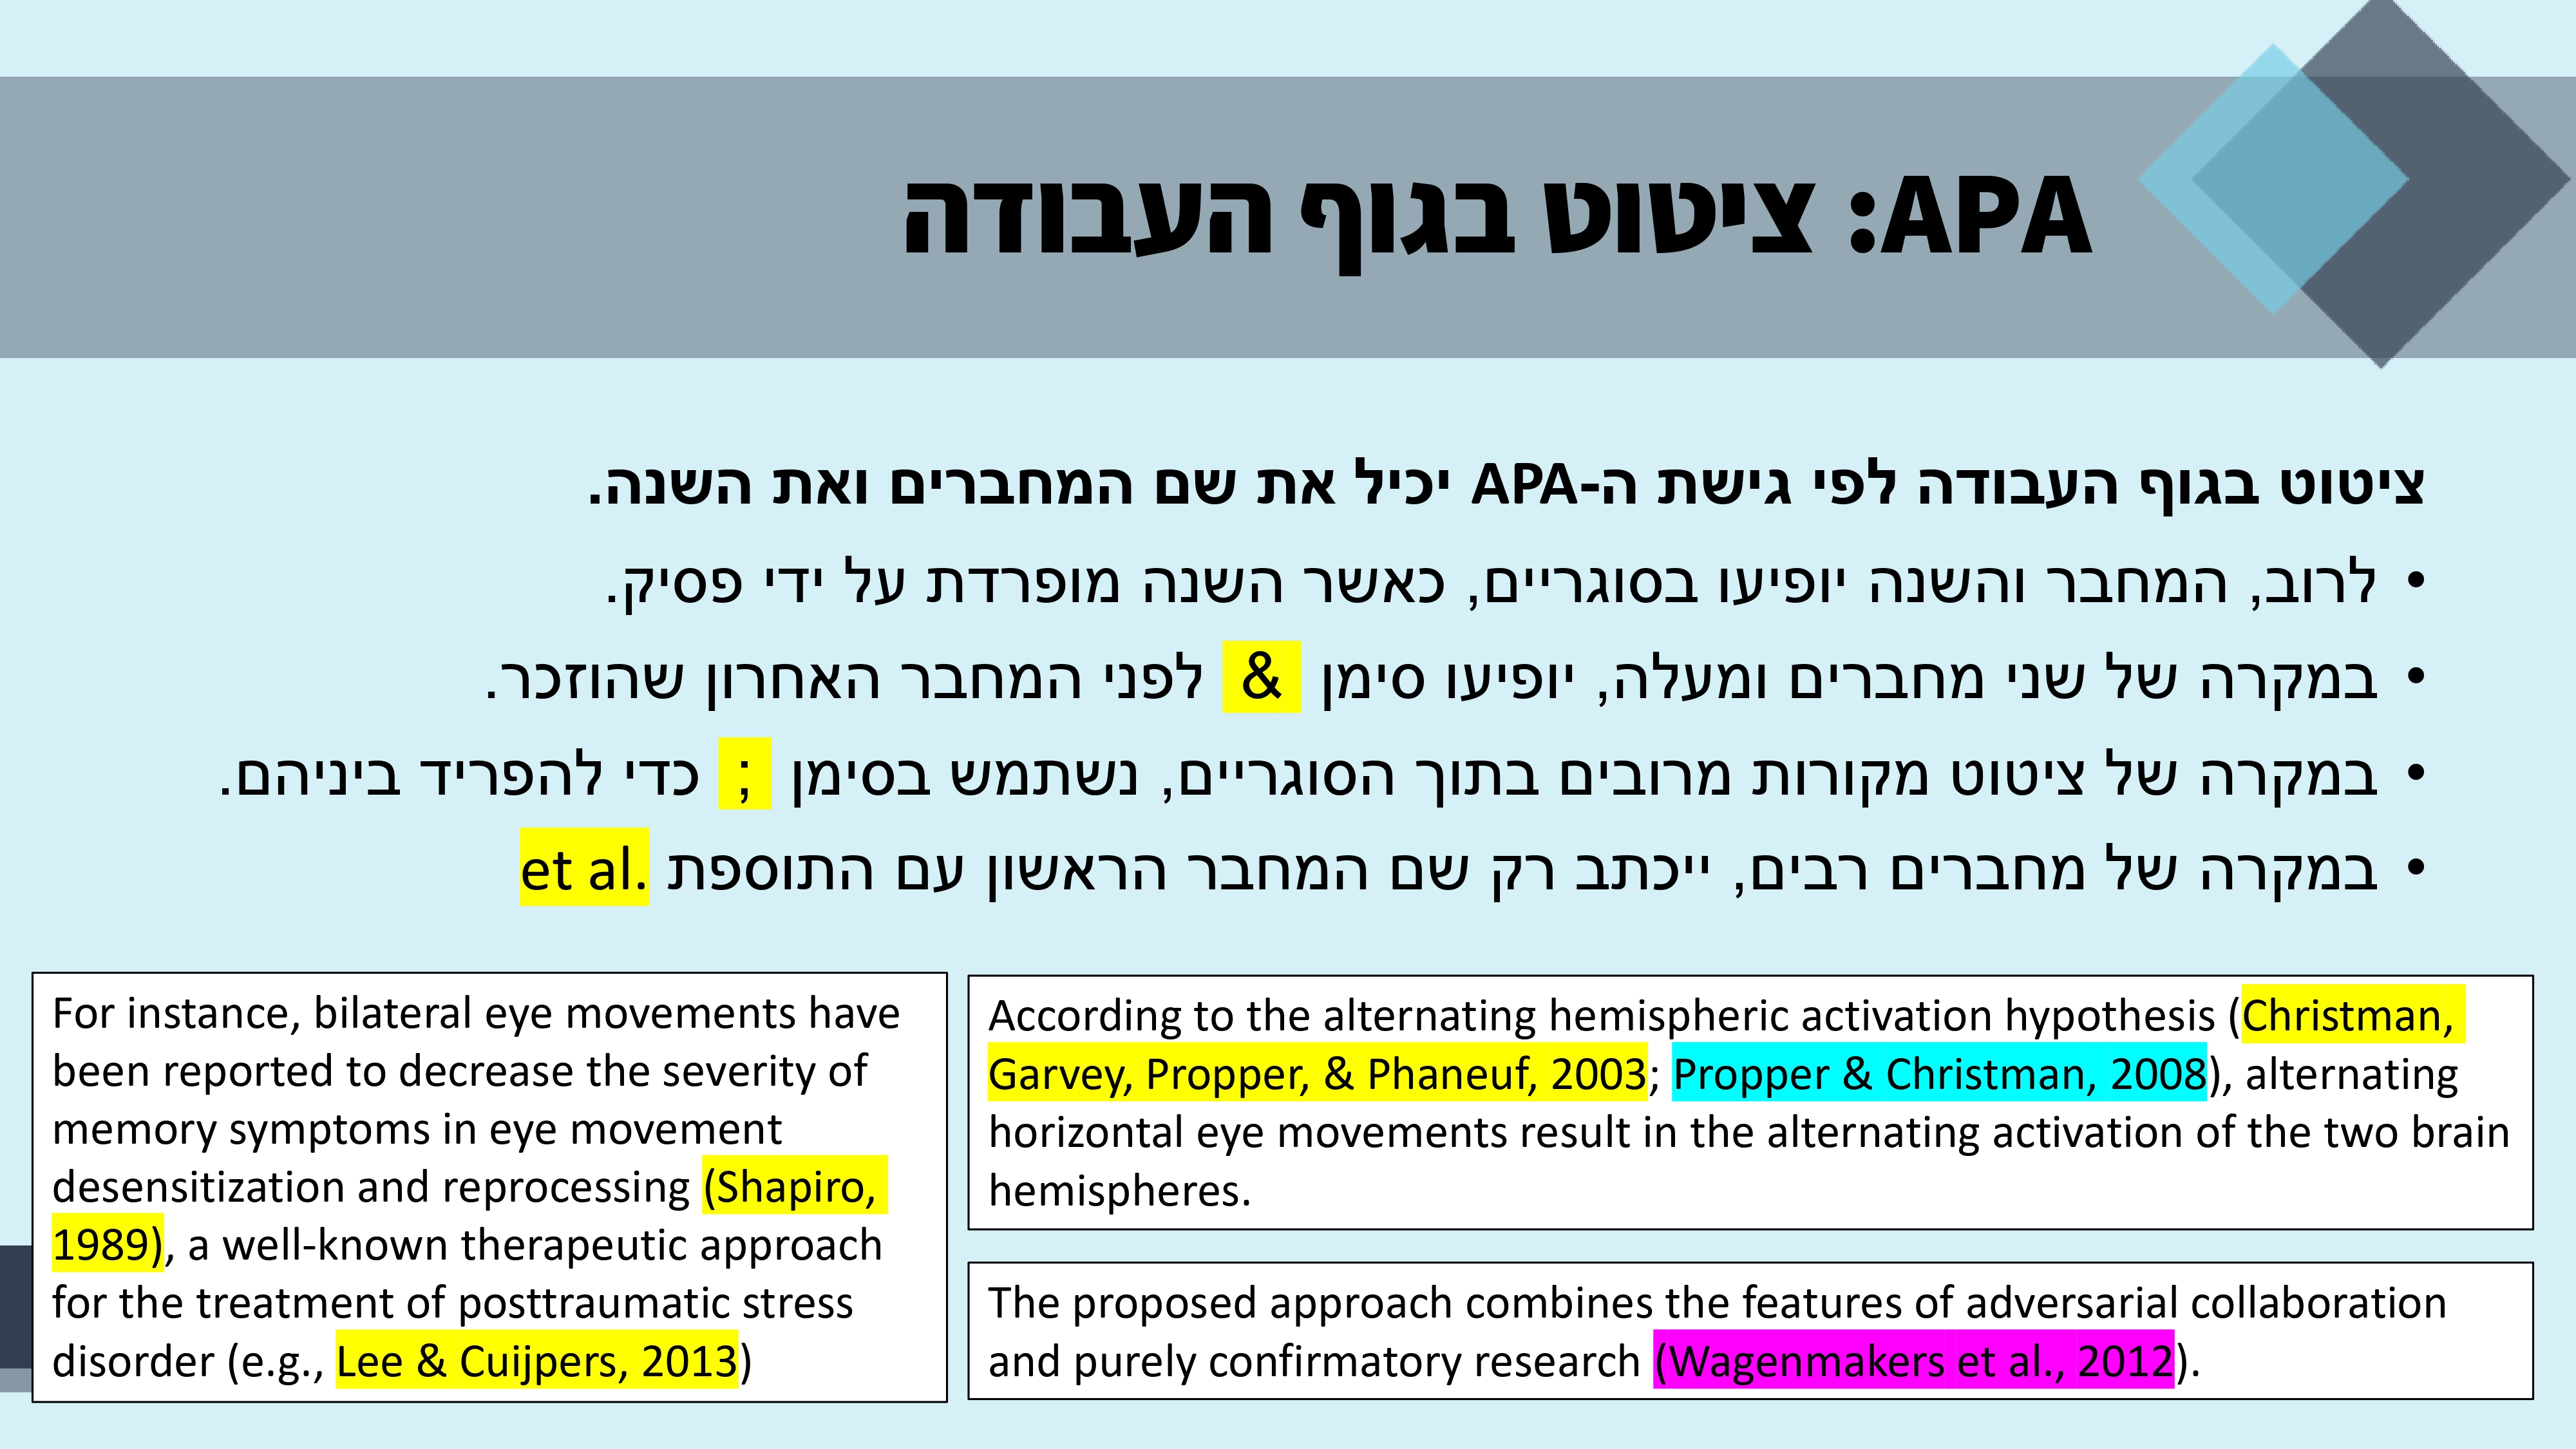 APA: ציטוט בגוף העבודה
ציטוט בגוף העבודה לפי גישת ה-APA יכיל את שם המחברים ואת השנה.
• לרוב, המחבר והשנה יופיעו בסוגריים, כאשר השנה מופרדת על ידי פסיק.
• במקרה של שני מחברים ומעלה, יופיעו סימן & לפני המחבר האחרון שהוזכר.
• במקרה של ציטוט מקורות מרובים בתוך הסוגריים, נשתמש בסימן ; כדי להפריד ביניהם.
• במקרה של מחברים רבים, ייכתב רק שם המחבר הראשון עם התוספת et al.
According to the alternating hemispheric activation hypothesis (Christman,
Garvey, Propper, & Phaneuf, 2003; Propper & Christman, 2008), alternating
horizontal eye movements result in the alternating activation of the two brain
hemispheres.
The proposed approach combines the features of adversarial collaboration
and purely confirmatory research (Wagenmakers et al., 2012).
For instance, bilateral eye movements have
been reported to decrease the severity of
memory symptoms in eye movement
desensitization and reprocessing (Shapiro,
1989), a well-known therapeutic approach
for the treatment of posttraumatic stress
disorder (e.g., Lee & Cuijpers, 2013)